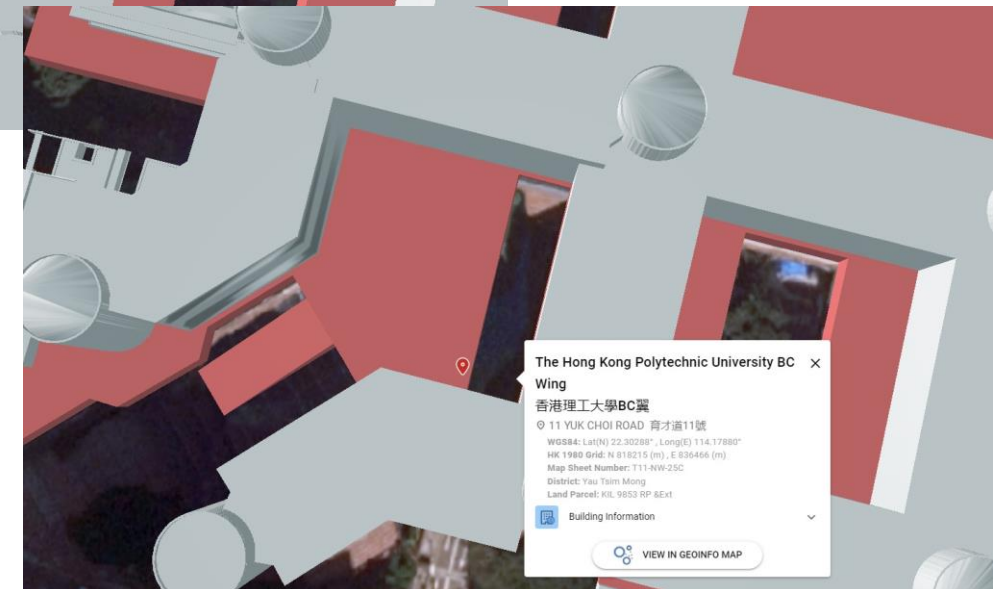 The Hong Kong Polytechnic University BC
Wing
香港理工大學BC翼
11 YUK CHOI ROAD 育才道11號
WGS84: Lat(N) 22.30288° , Long(E) 114.17880°
HK 1980 Grid: N 818215 (m) , E 836466 (m)
Map Sheet Number: T11-NW-25C
District: Yau Tsim Mong
Land Parcel: KIL 9853 RP &Ext
Building Information
VIEW IN GEOINFO MAP